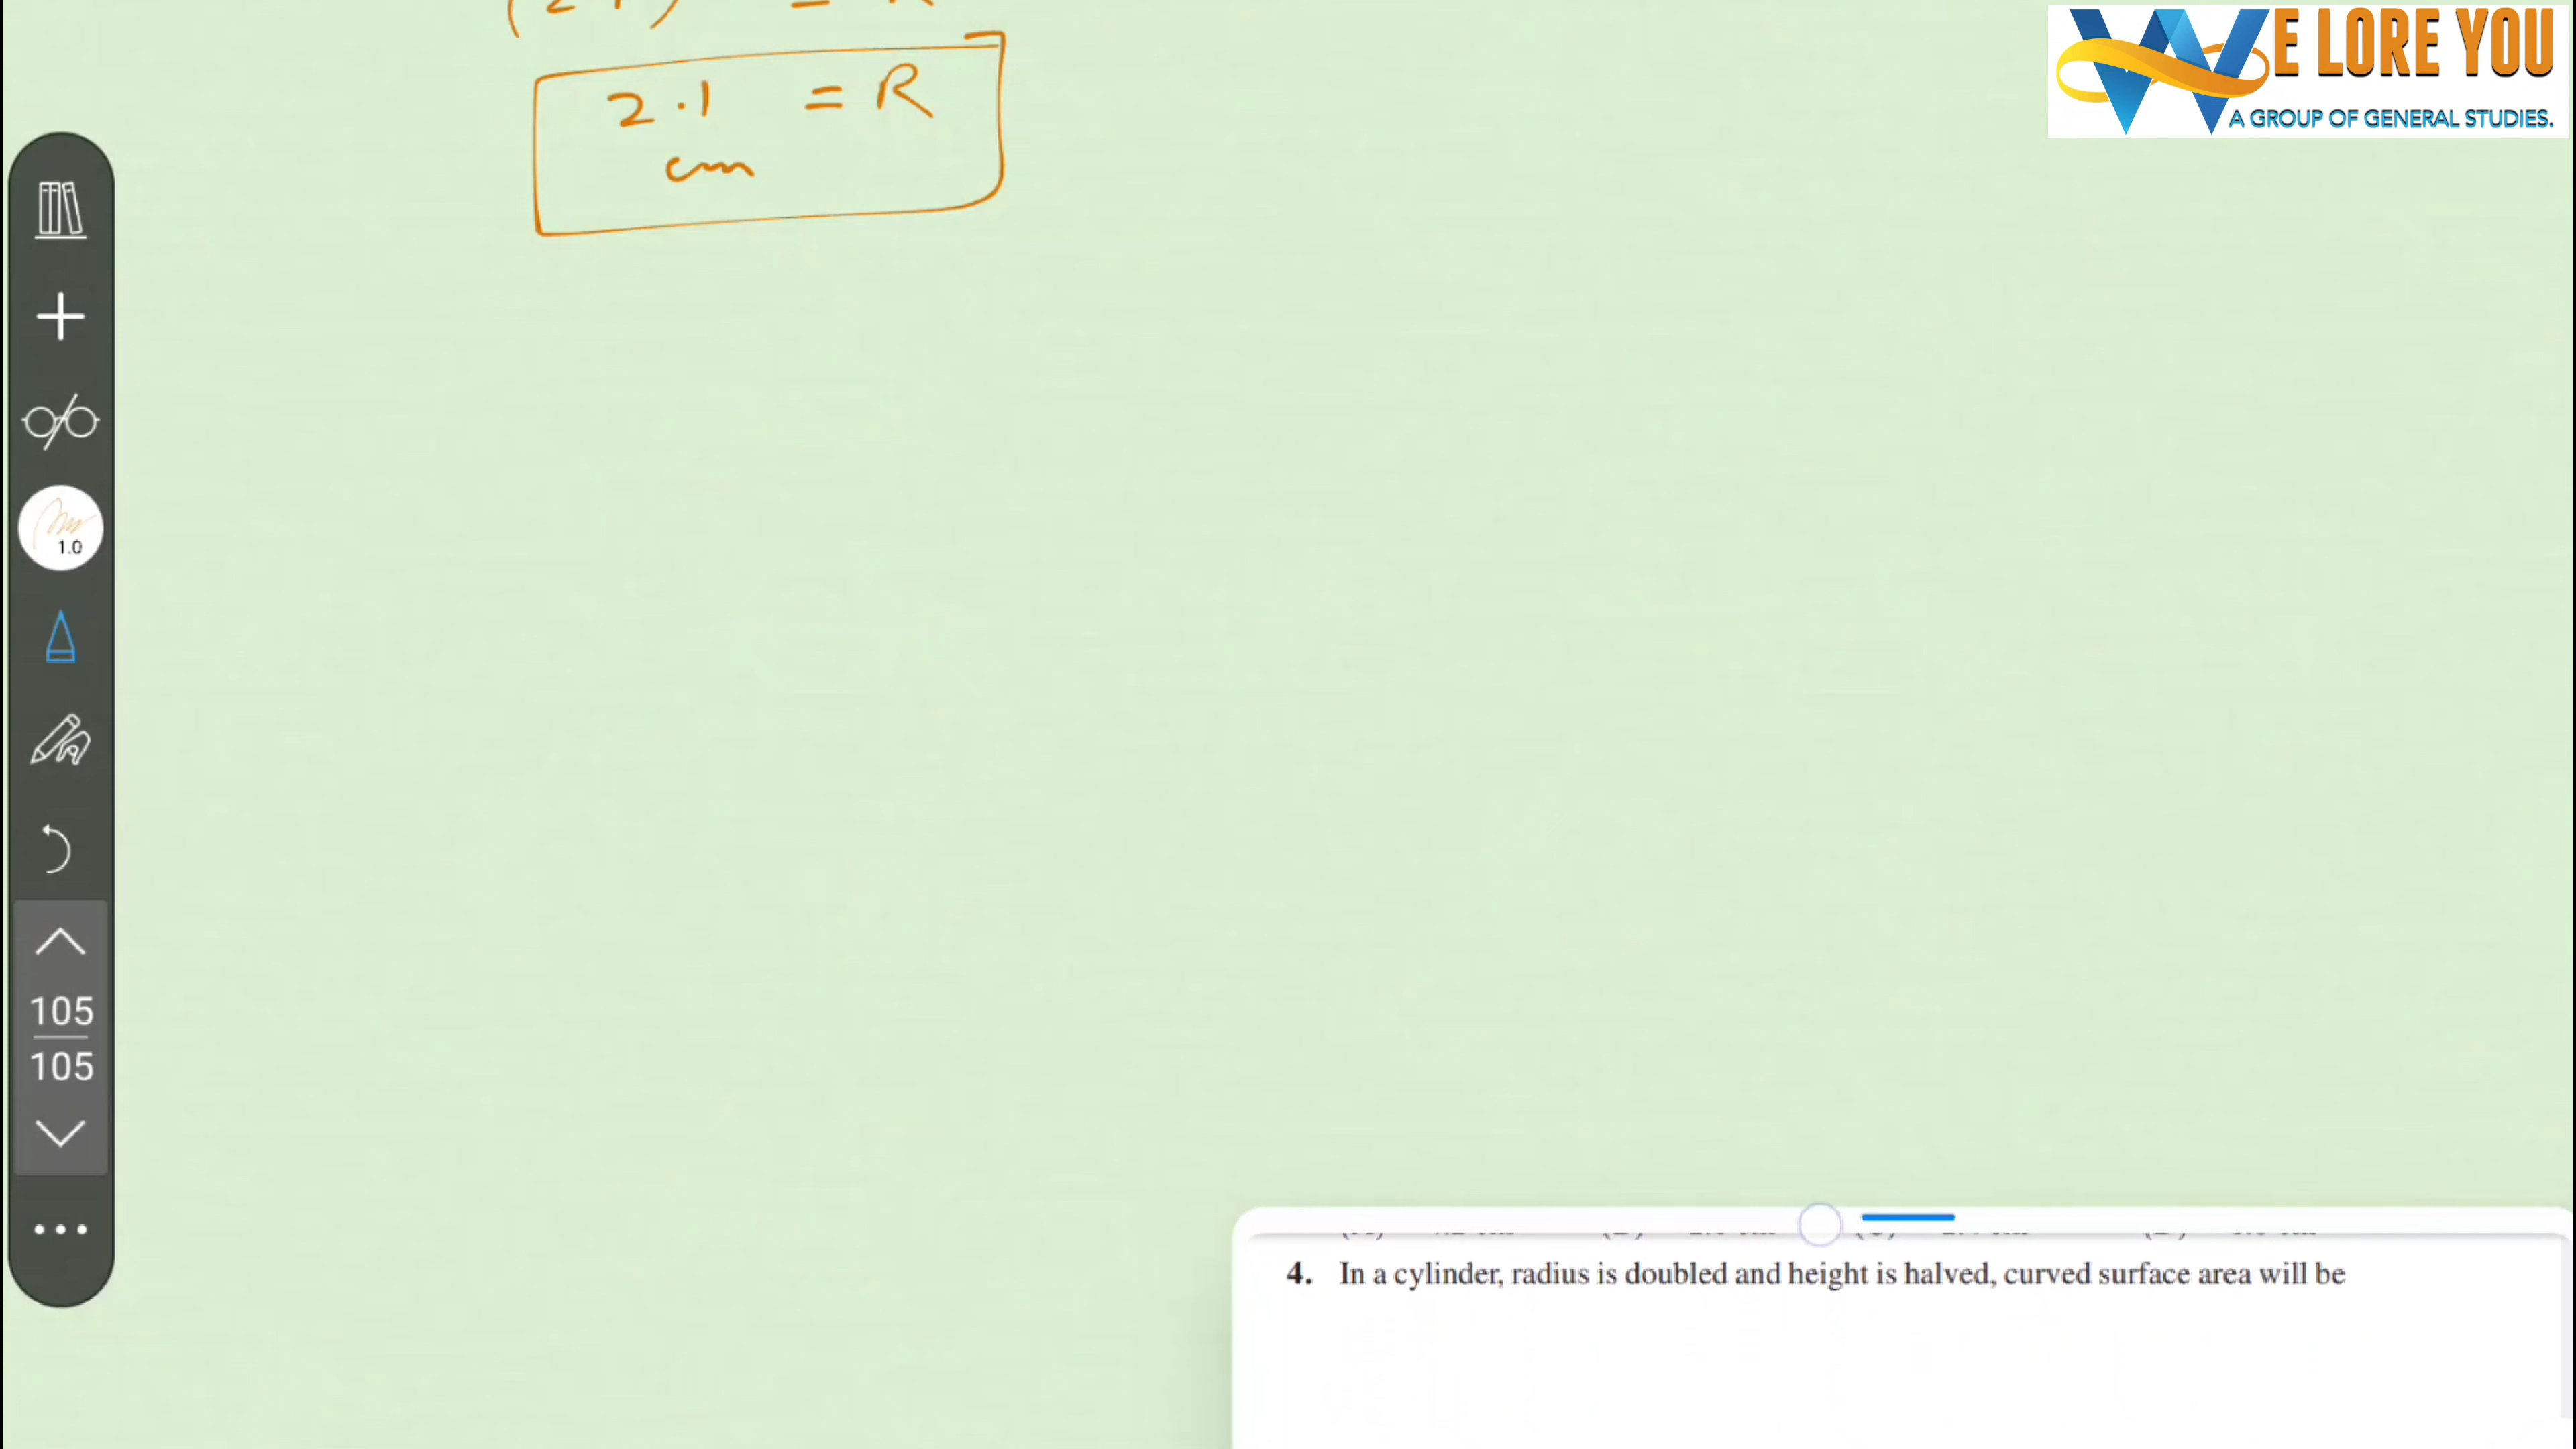 2.1 = R
cm
WE LORE YOU
A GROUP OF GENERAL STUDIES.
1.0
105
105
4. In a cylinder, radius is doubled and height is halved, curved surface area will be